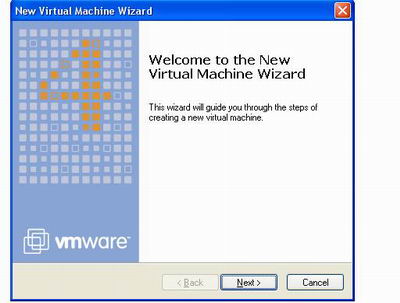 New Virtual Machine Wizard
Welcome to the New
Virtual Machine Wizard
This wizard will guide you through the steps of
creating a new virtual machine.
vmware™
< Back
Next >
Cancel